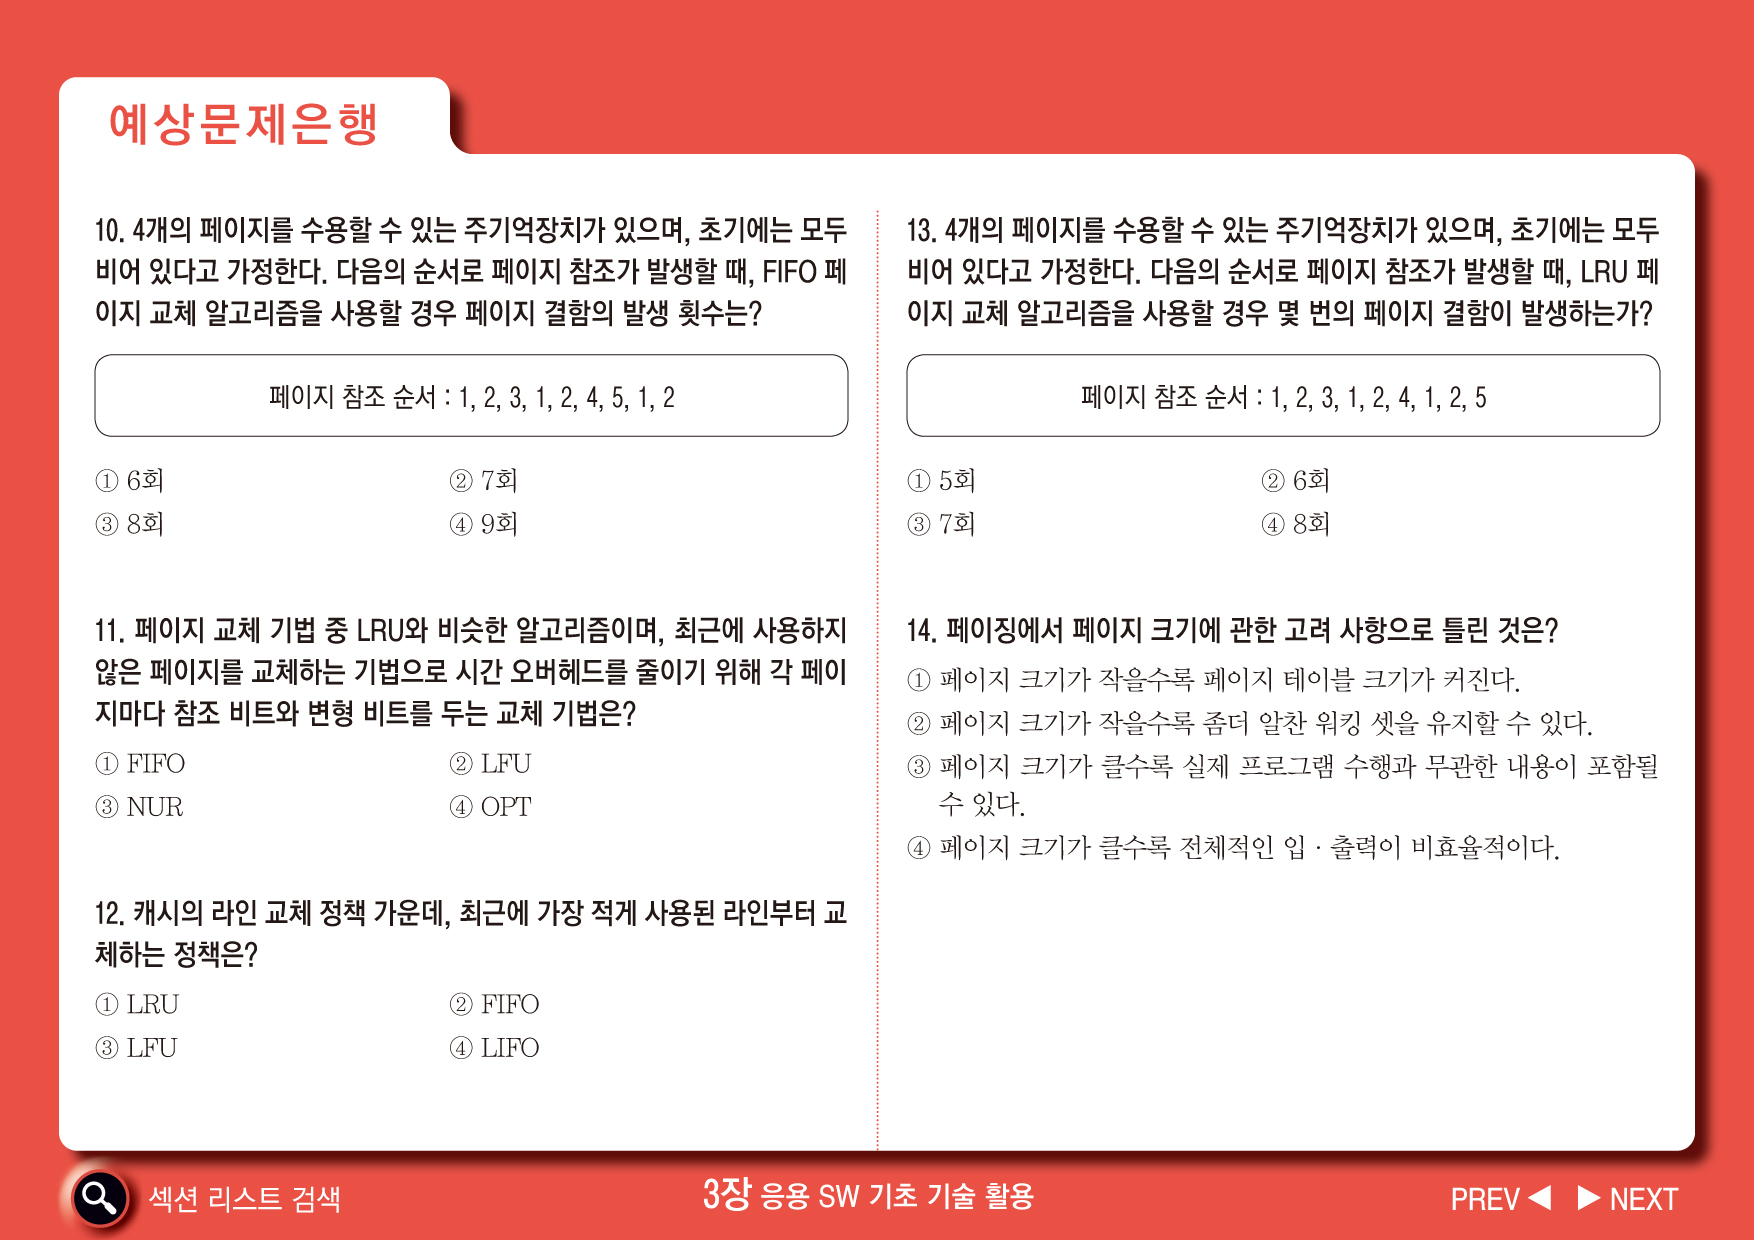 예상문제은행
10. 4개의 페이지를 수용할 수 있는 주기억장치가 있으며, 초기에는 모두
비어 있다고 가정한다. 다음의 순서로 페이지 참조가 발생할 때, FIFO 페
이지 교체 알고리즘을 사용할 경우 페이지 결함의 발생 횟수는?
페이지 참조 순서 : 1, 2, 3, 1, 2, 4, 5, 1, 2
① 6회 ② 7회
③ 8회 ④ 9회
11. 페이지 교체 기법 중 LRU와 비슷한 알고리즘이며, 최근에 사용하지
않은 페이지를 교체하는 기법으로 시간 오버헤드를 줄이기 위해 각 페이
지마다 참조 비트와 변형 비트를 두는 교체 기법은?
① FIFO ② LFU
③ NUR ④ OPT
12. 캐시의 라인 교체 정책 가운데, 최근에 가장 적게 사용된 라인부터 교
체하는 정책은?
① LRU ② FIFO
③ LFU ④ LIFO
13. 4개의 페이지를 수용할 수 있는 주기억장치가 있으며, 초기에는 모두
비어 있다고 가정한다. 다음의 순서로 페이지 참조가 발생할 때, LRU 페
이지 교체 알고리즘을 사용할 경우 몇 번의 페이지 결함이 발생하는가?
페이지 참조 순서 : 1, 2, 3, 1, 2, 4, 1, 2, 5
① 5회 ② 6회
③ 7회 ④ 8회
14. 페이징에서 페이지 크기에 관한 고려 사항으로 틀린 것은?
① 페이지 크기가 작을수록 페이지 테이블 크기가 커진다.
② 페이지 크기가 작을수록 좀더 알찬 워킹 셋을 유지할 수 있다.
③ 페이지 크기가 클수록 실제 프로그램 수행과 무관한 내용이 포함될
수 있다.
④ 페이지 크기가 클수록 전체적인 입 · 출력이 비효율적이다.
섹션 리스트 검색
3장 응용 SW 기초 기술 활용
PREV ◀ ▶ NEXT